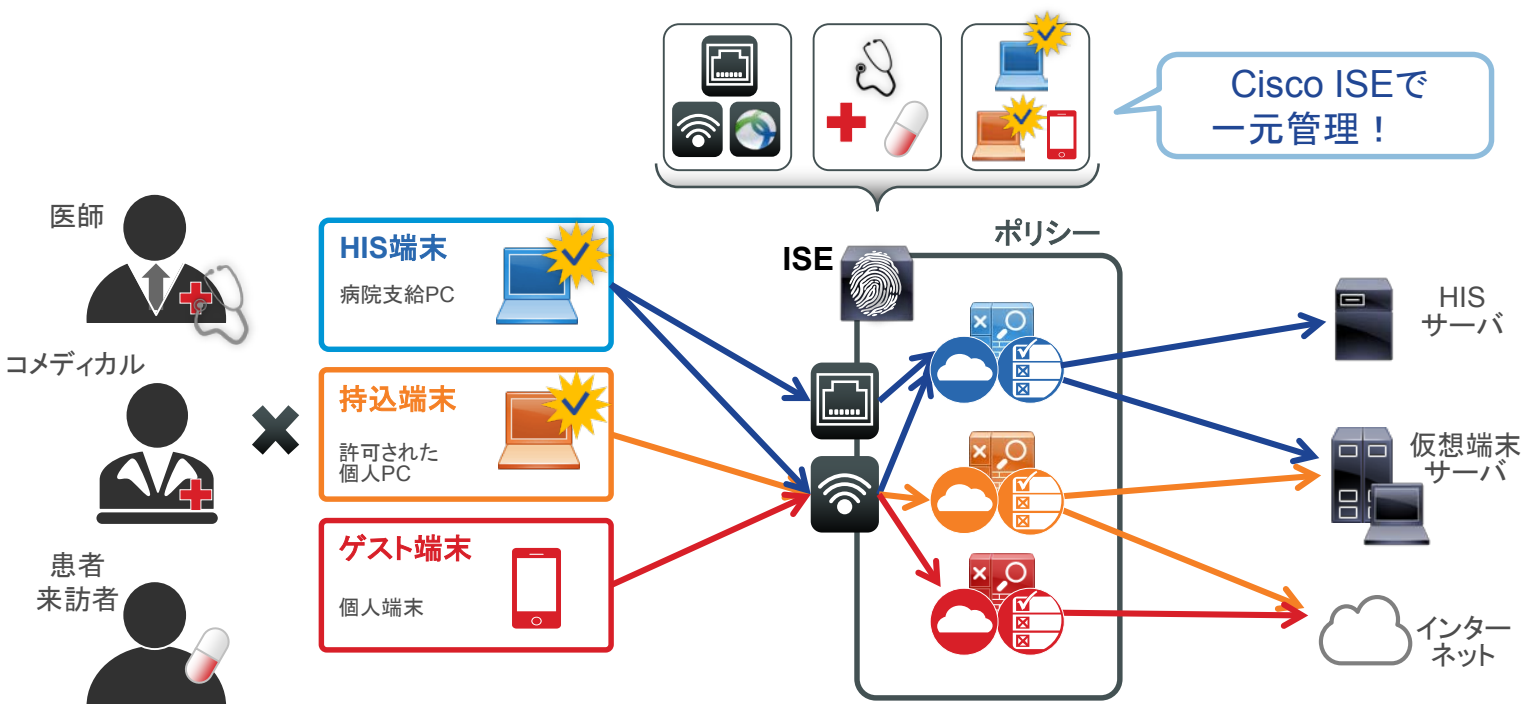 Cisco ISEで
一元管理！
医師
コメディカル
患者
来訪者
HIS端末
病院支給PC
持込端末
許可された
個人PC
ゲスト端末
個人端末
ISE
ポリシー
HIS
サーバ
仮想端末
サーバ
インター
ネット